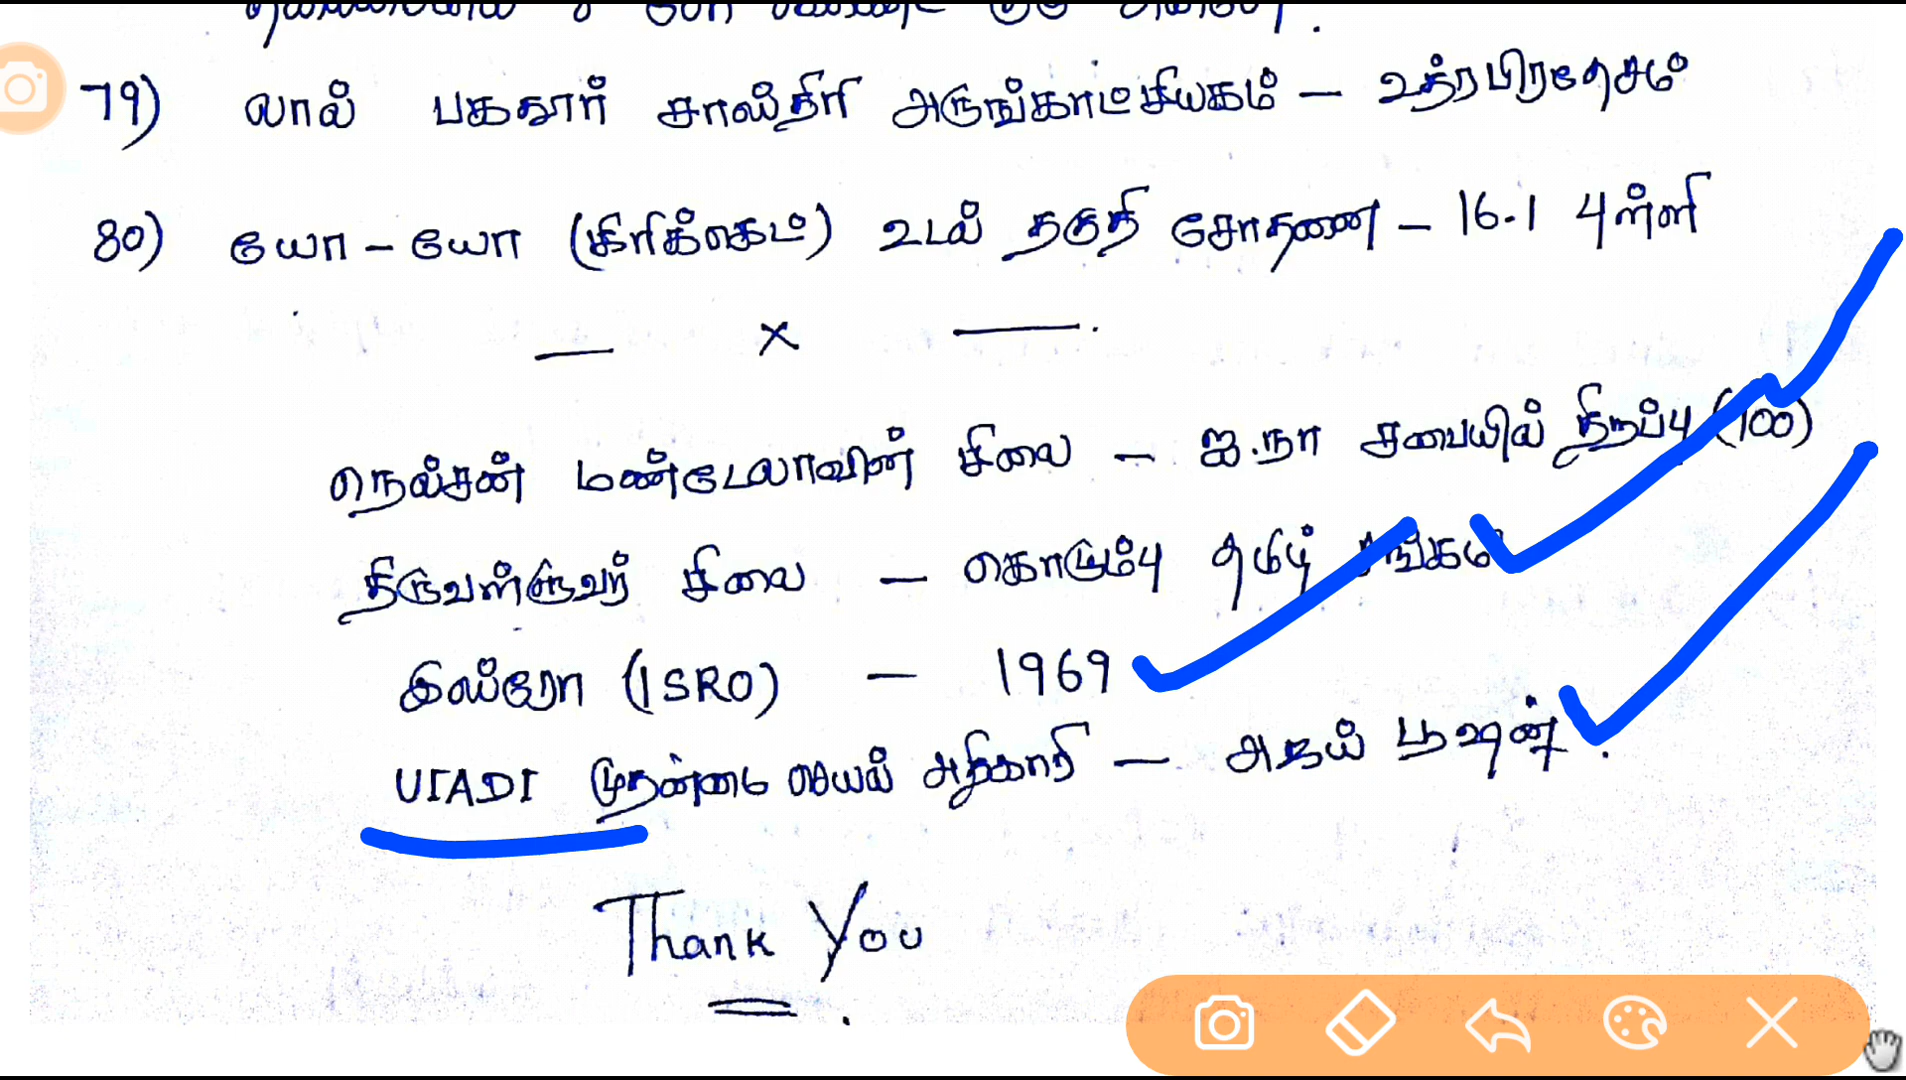 79) லால் பகதூர் சாஸ்திரி அருங்காட்சியகம் – உத்ரபிரதேசம்
80) யோ – யோ (கிரிக்கெட்) உடல் தகுதி சோதனை – 16.1 புள்ளி
— x —.
நெல்சன் மண்டேலாவின் சிலை – ஐ.நா சபையில் திறப்பு (100)
திருவள்ளுவர் சிலை – கொழும்பு தமிழ் சங்கம்
இஸ்ரோ (ISRO) – 1969
UIADI முதன்மை செயல் அதிகாரி – அஜய் பூஷன்.
Thank You